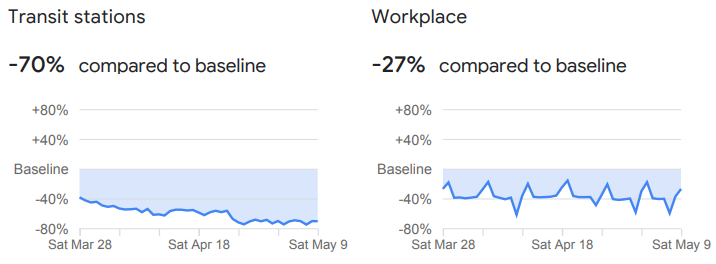 Transit stations
-70% compared to baseline
+80%
+40%
Baseline
-40%
-80%
Sat Mar 28 Sat Apr 18 Sat May 9
Workplace
-27% compared to baseline
+80%
+40%
Baseline
-40%
-80%
Sat Mar 28 Sat Apr 18 Sat May 9